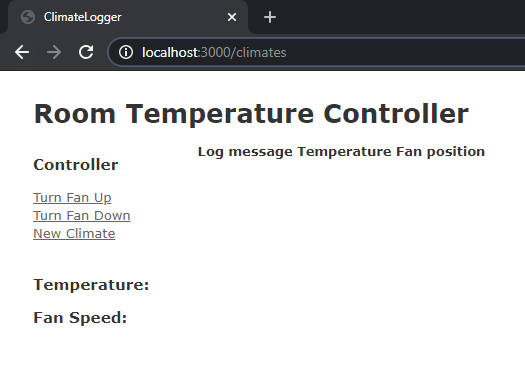 ClimateLogger
localhost:3000/climates
Room Temperature Controller
Controller
Turn Fan Up
Turn Fan Down
New Climate
Temperature:
Fan Speed:
Log message Temperature Fan position